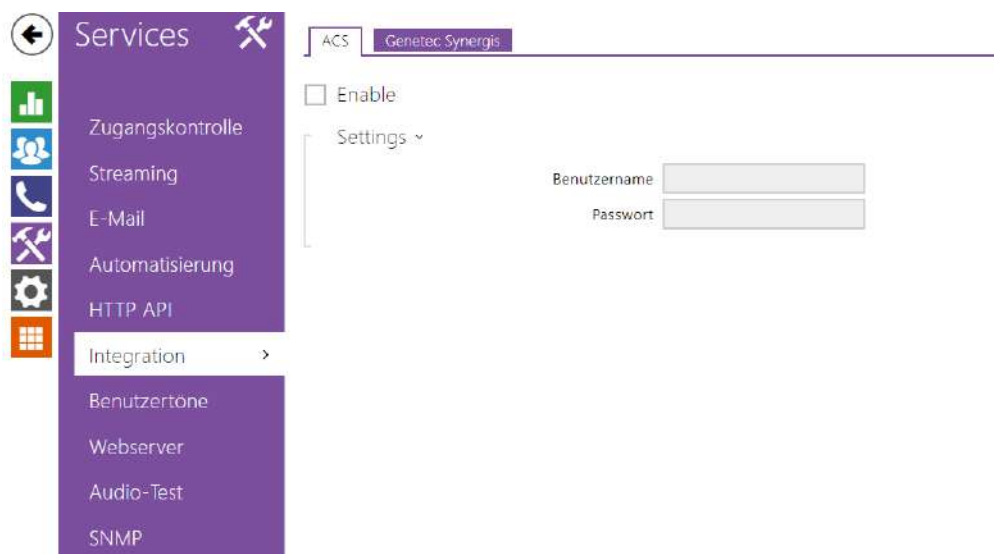 Services
ACS
Genetec Synergis
Enable
Zugangskontrolle
Settings
Streaming
Benutzername
E-Mail
Passwort
Automatisierung
HTTP API
Integration
Benutzertöne
Webserver
Audio-Test
SNMP